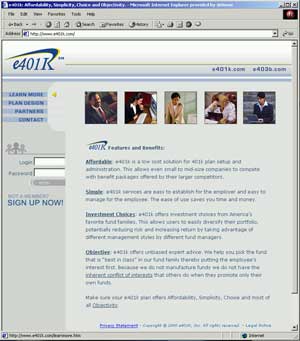 e401k: Affordability, Simplicity, Choice and Objectivity. - Microsoft Internet Explorer provided by
File Edit View Favorites Tools Help
Back Search Favorites History
Address http://www.e401k.com/
e401k SM
e401k.com e403b.com
LEARN MORE
PLAN DESIGN
PARTNERS
CONTACT
Login
Password
NOT A MEMBER?
SIGN UP NOW!
e401k Features and Benefits:
Affordable: e401k is a low cost solution for 401k plan setup and
administration. This allows even small to mid-size companies to compete
with benefit packages offered by their larger competitors.
Simple: e401k services are easy to establish for the employer and easy to
manage for the employee. The ease of use saves you time and money.
Investment Choices: e401k offers investment choices from America's
favorite fund families. This allows users to easily diversify their portfolio,
potentially reducing risk and increasing return by taking advantage of
different management styles by different fund managers.
Objective: e401k offers unbiased expert advice. We help you pick the fund
that is "best in class" in our fund family thereby putting the employee's
interest first. Because we do not manufacture funds we do not have the
inherent conflict of interests that others do when they promote only their
own funds.
Make sure your e401k plan offers Affordability, Simplicity, Choice and most of
all Objectivity.
Privacy Statement - Copyright © 2000 e401k, Inc. All rights reserved. - Legal Notice
http://www.e401k.com/learnmore.htm Internet